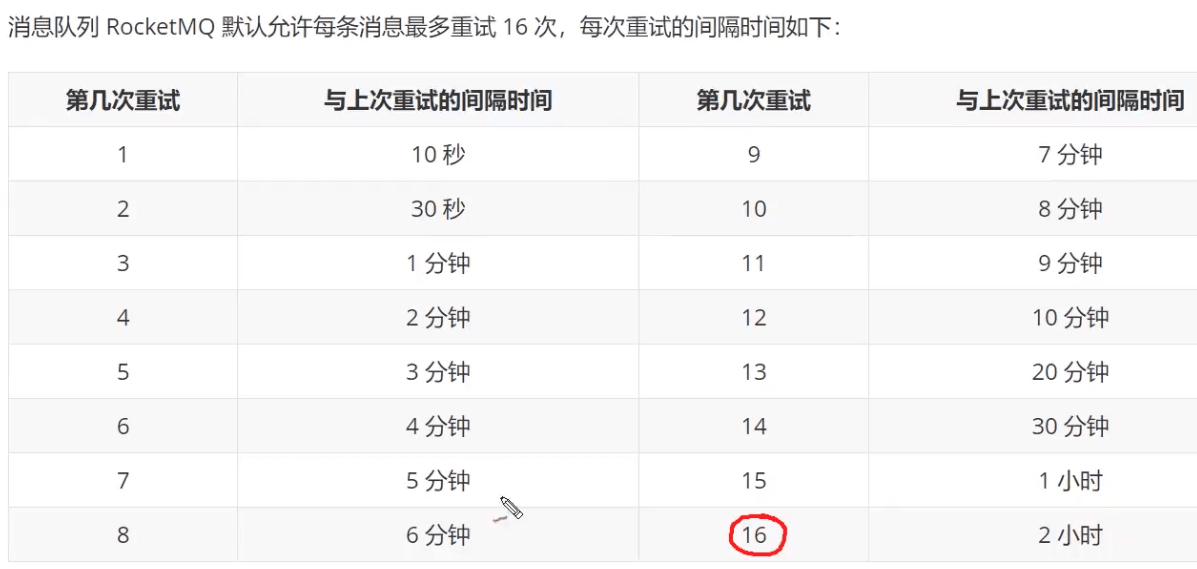 消息队列 RocketMQ 默认允许每条消息最多重试 16 次，每次重试的间隔时间如下：
第几次重试 与上次重试的间隔时间 第几次重试 与上次重试的间隔时间
1 10 秒 9 7 分钟
2 30 秒 10 8 分钟
3 1 分钟 11 9 分钟
4 2 分钟 12 10 分钟
5 3 分钟 13 20 分钟
6 4 分钟 14 30 分钟
7 5 分钟 15 1 小时
8 6 分钟 16 2 小时